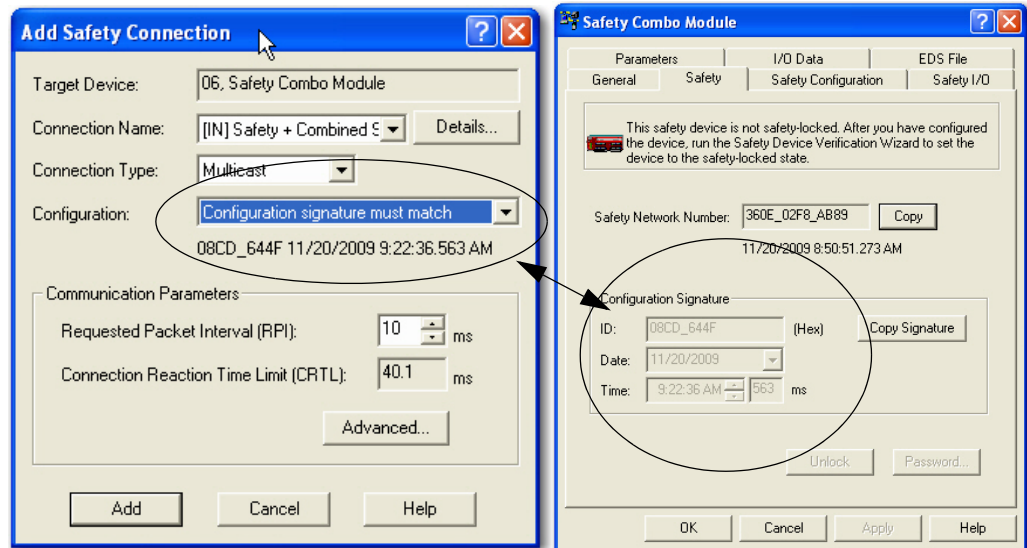 Add Safety Connection
Target Device: 06, Safety Combo Module
Connection Name: [IN] Safety + Combined S Details...
Connection Type: Multicast
Configuration: Configuration signature must match
08CD_644F 11/20/2009 9:22:36.563 AM
Communication Parameters
Requested Packet Interval (RPI): 10 ms
Connection Reaction Time Limit (CRTL): 40.1 ms
Advanced...
Add Cancel Help
Safety Combo Module
Parameters I/O Data EDS File
General Safety Safety Configuration Safety I/O
This safety device is not safety-locked. After you have configured
the device, run the Safety Device Verification Wizard to set the
device to the safety-locked state.
Safety Network Number: 360E_02F8_AB89 Copy
11/20/2009 8:50:51.273 AM
Configuration Signature
ID: 08CD_644F (Hex) Copy Signature
Date: 11/20/2009
Time: 9:22:36 AM 563 ms
Unlock Password...
OK Cancel Apply Help